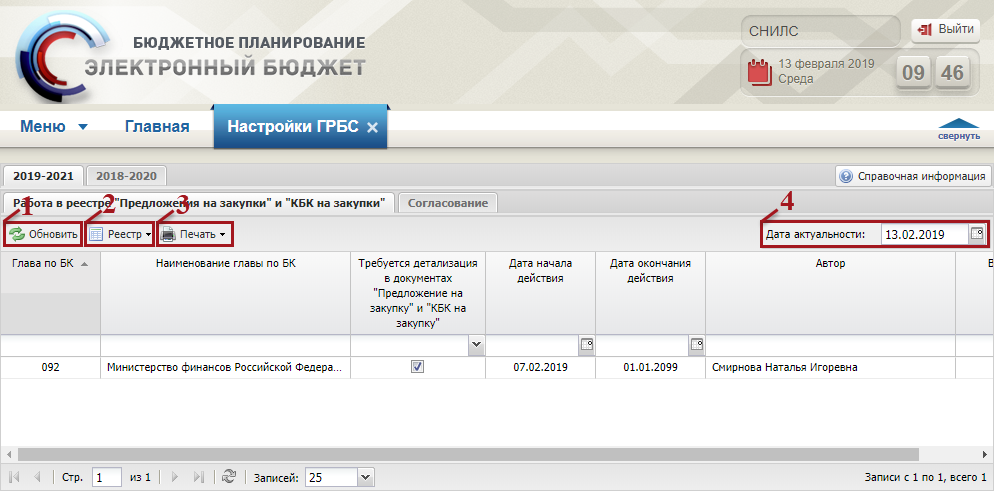 БЮДЖЕТНОЕ ПЛАНИРОВАНИЕ
ЭЛЕКТРОННЫЙ БЮДЖЕТ
СНИЛС
Выйти
13 февраля 2019
Среда
09 46
Меню
Главная
Настройки ГРБС
свернуть
2019-2021
2018-2020
Справочная информация
Работа в реестре "Предложения на закупки" и "КБК на закупки"
Согласование
1
2
3
4
Обновить
Реестр
Печать
Дата актуальности:
13.02.2019
Глава по БК
Наименование главы по БК
Требуется детализация
в документах
"Предложение на
закупку" и "КБК на
закупку"
Дата начала
действия
Дата окончания
действия
Автор
В
092
Министерство финансов Российской Федера...
07.02.2019
01.01.2099
Смирнова Наталья Игоревна
Стр. 1 из 1
Записей: 25
Записи с 1 по 1, всего 1